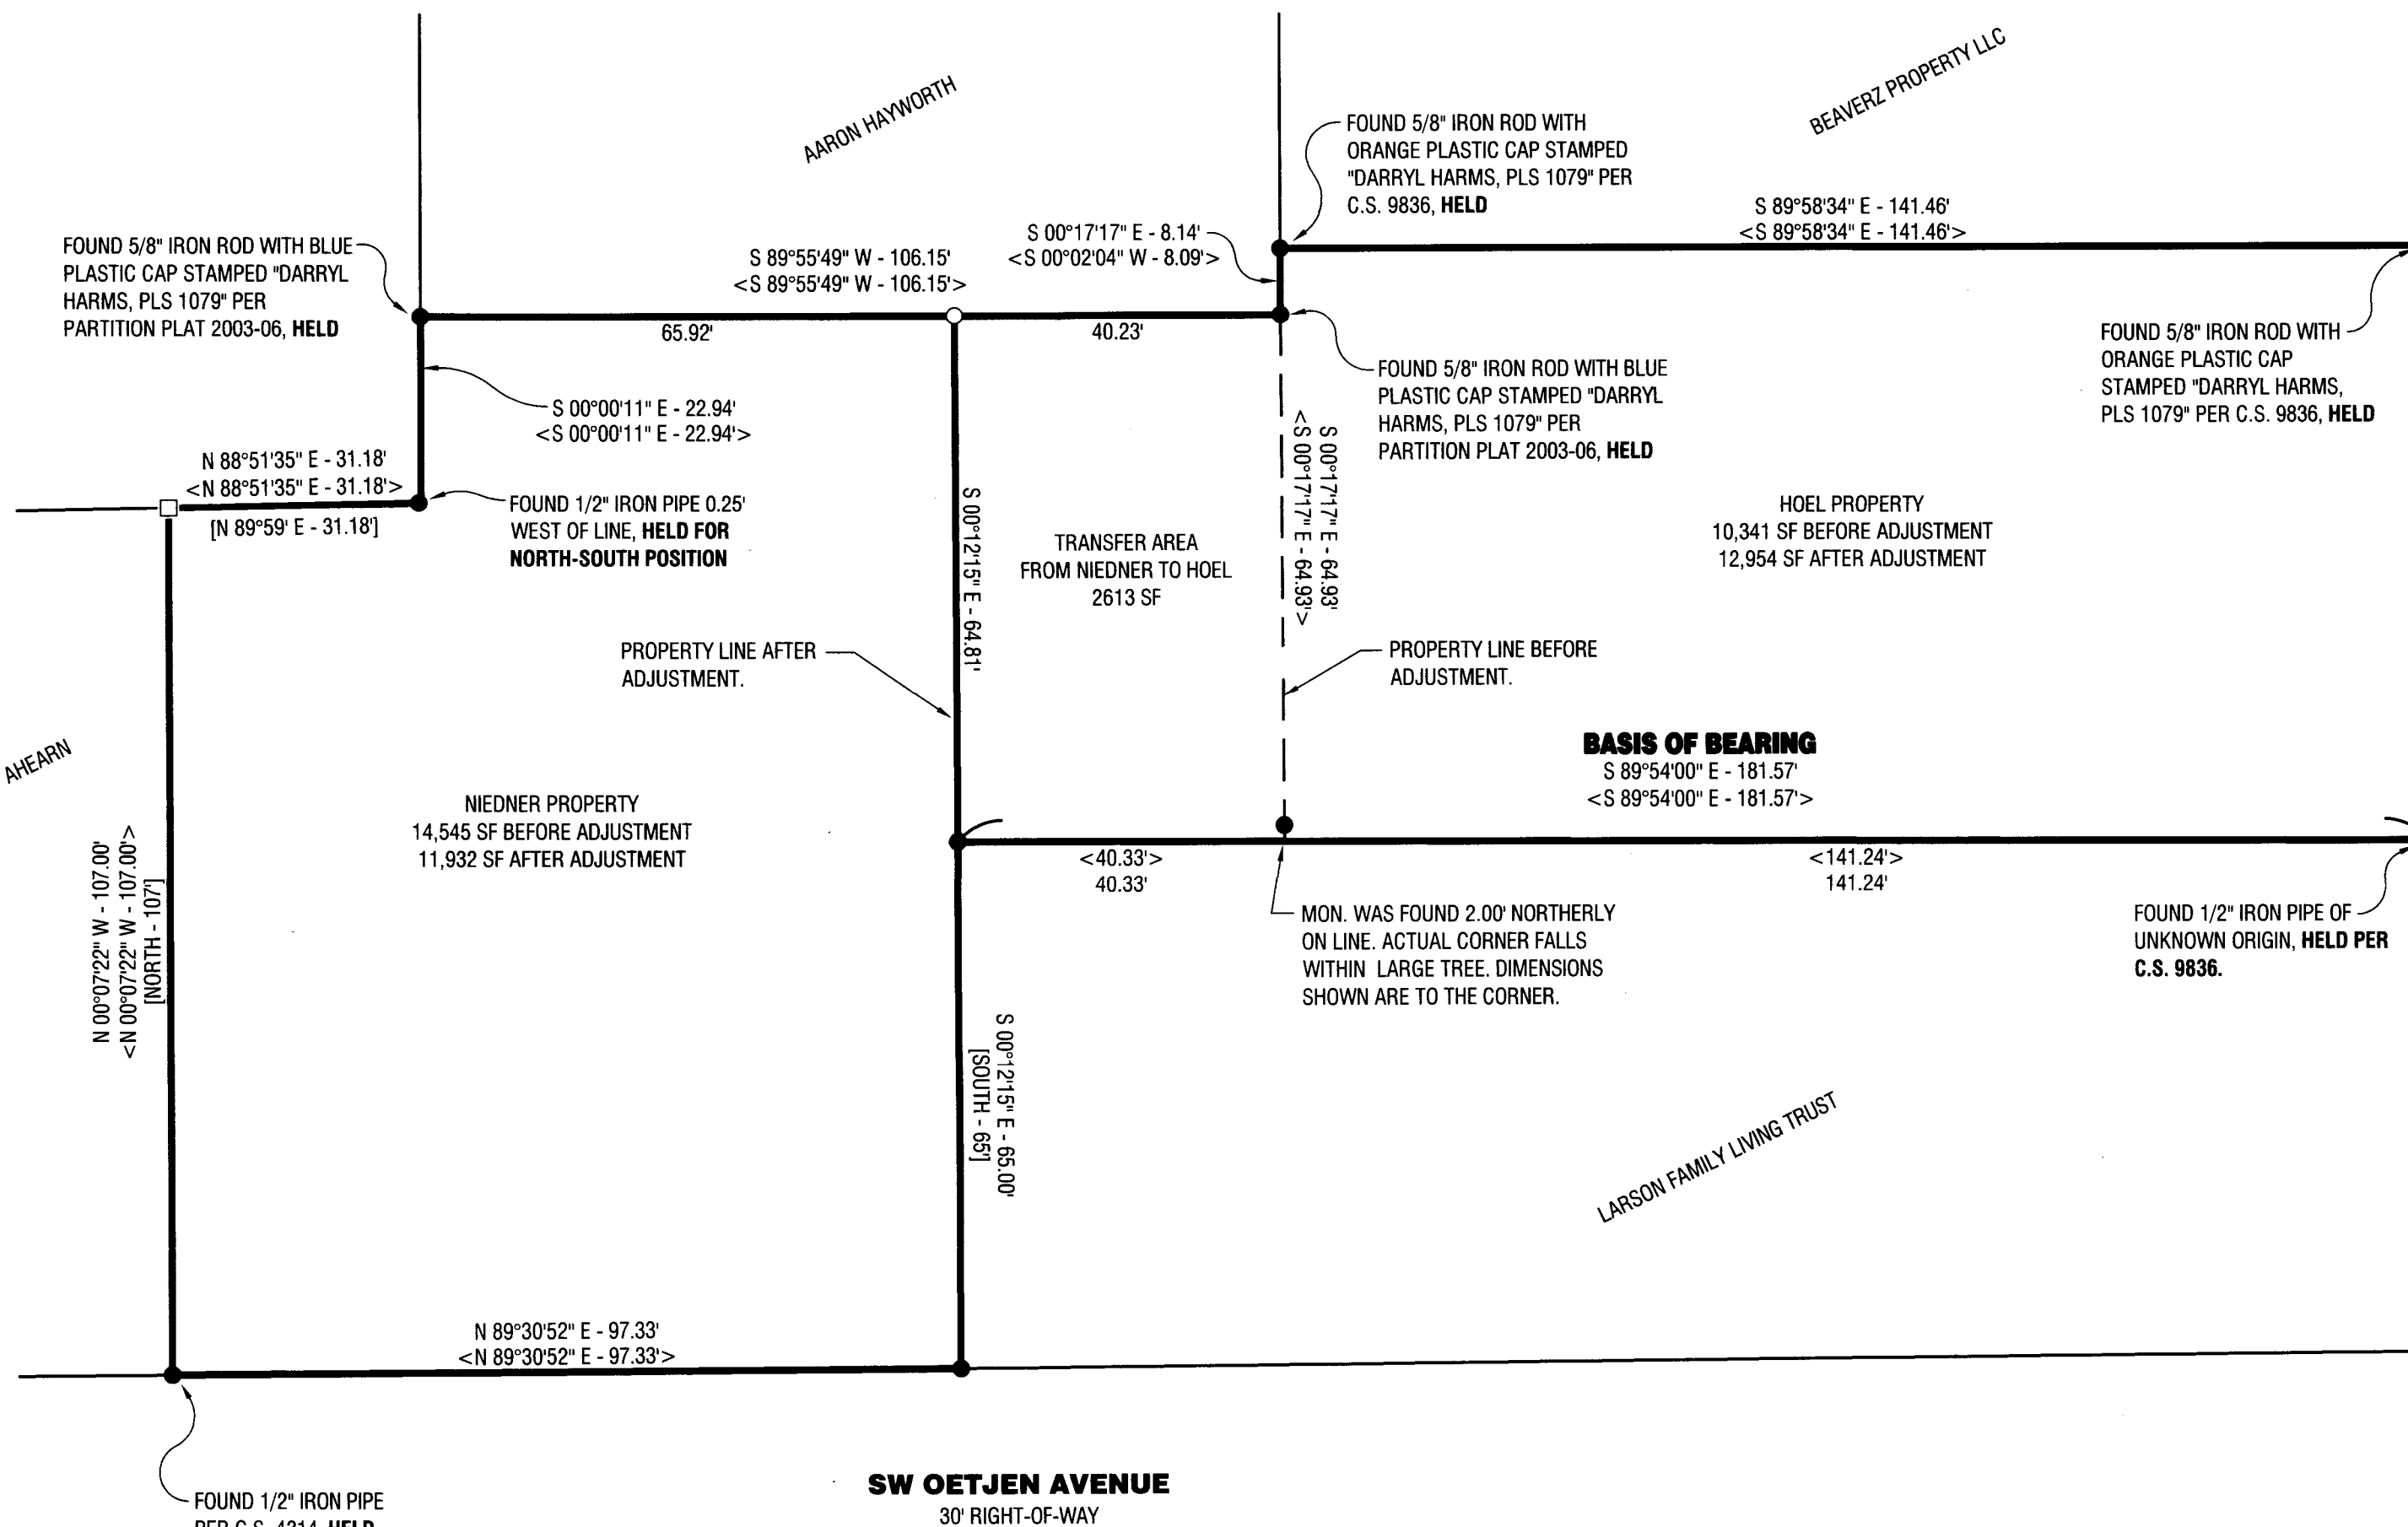 AARON HAYWORTH
BEAVERZ PROPERTY LLC
FOUND 5/8" IRON ROD WITH
ORANGE PLASTIC CAP STAMPED
"DARRYL HARMS, PLS 1079" PER
C.S. 9836, HELD
S 89°58'34" E - 141.46'
<S 89°58'34" E - 141.46'>
FOUND 5/8" IRON ROD WITH BLUE
PLASTIC CAP STAMPED "DARRYL
HARMS, PLS 1079" PER
PARTITION PLAT 2003-06, HELD
S 89°55'49" W - 106.15'
<S 89°55'49" W - 106.15'>
S 00°17'17" E - 8.14'
<S 00°02'04" W - 8.09'>
65.92'
40.23'
FOUND 5/8" IRON ROD WITH
ORANGE PLASTIC CAP
STAMPED "DARRYL HARMS,
PLS 1079" PER C.S. 9836, HELD
FOUND 5/8" IRON ROD WITH BLUE
PLASTIC CAP STAMPED "DARRYL
HARMS, PLS 1079" PER
PARTITION PLAT 2003-06, HELD
S 00°00'11" E - 22.94'
<S 00°00'11" E - 22.94'>
N 88°51'35" E - 31.18'
<N 88°51'35" E - 31.18'>
[N 89°59' E - 31.18']
FOUND 1/2" IRON PIPE 0.25'
WEST OF LINE, HELD FOR
NORTH-SOUTH POSITION
S 00°12'15" E - 64.81'
TRANSFER AREA
FROM NIEDNER TO HOEL
2613 SF
S 00°17'17" E - 64.93'
<S 00°17'17" E - 64.93'>
HOEL PROPERTY
10,341 SF BEFORE ADJUSTMENT
12,954 SF AFTER ADJUSTMENT
PROPERTY LINE AFTER
ADJUSTMENT.
PROPERTY LINE BEFORE
ADJUSTMENT.
AHEARN
BASIS OF BEARING
S 89°54'00" E - 181.57'
<S 89°54'00" E - 181.57'>
NIEDNER PROPERTY
14,545 SF BEFORE ADJUSTMENT
11,932 SF AFTER ADJUSTMENT
<40.33'>
40.33'
<141.24'>
141.24'
N 00°07'22" W - 107.00'
<N 00°07'22" W - 107.00'>
[NORTH - 107']
MON. WAS FOUND 2.00' NORTHERLY
ON LINE. ACTUAL CORNER FALLS
WITHIN LARGE TREE. DIMENSIONS
SHOWN ARE TO THE CORNER.
FOUND 1/2" IRON PIPE OF
UNKNOWN ORIGIN, HELD PER
C.S. 9836.
S 00°12'15" E - 65.00'
[SOUTH - 65']
LARSON FAMILY LIVING TRUST
N 89°30'52" E - 97.33'
<N 89°30'52" E - 97.33'>
SW OETJEN AVENUE
30' RIGHT-OF-WAY
FOUND 1/2" IRON PIPE
PER C.S. 4314, HELD